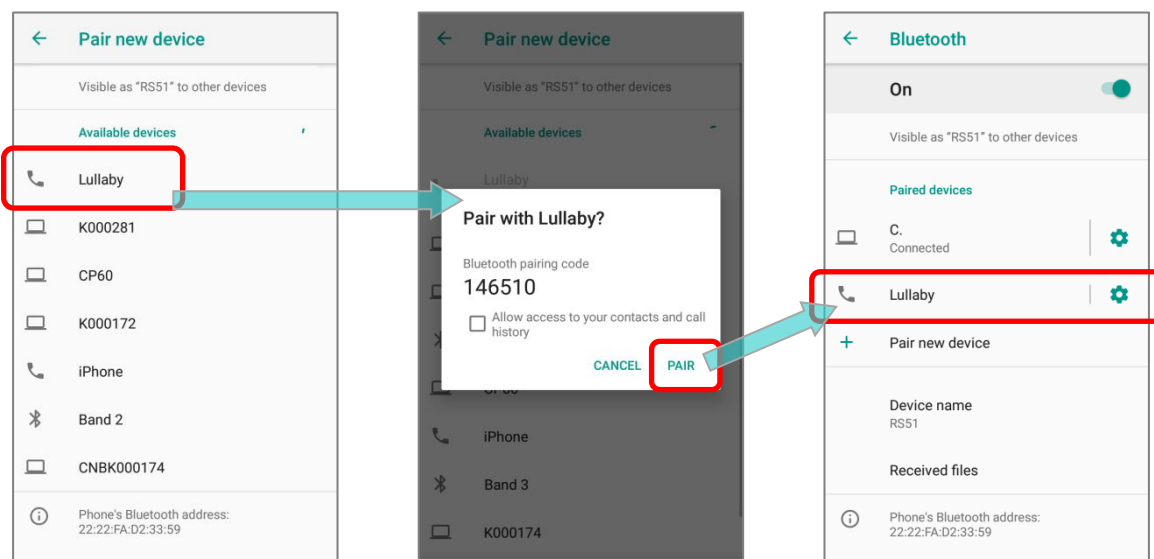 Pair new device
Visible as "RS51" to other devices
Available devices
Lullaby
K000281
CP60
K000172
iPhone
Band 2
CNBK000174
Phone's Bluetooth address:
22:22:FA:D2:33:59
Pair new device
Visible as "RS51" to other devices
Available devices
Lullaby
Pair with Lullaby?
Bluetooth pairing code
146510
Allow access to your contacts and call
history
CANCEL PAIR
iPhone
Band 3
K000174
Bluetooth
On
Visible as "RS51" to other devices
Paired devices
C.
Connected
Lullaby
Pair new device
Device name
RS51
Received files
Phone's Bluetooth address:
22:22:FA:D2:33:59